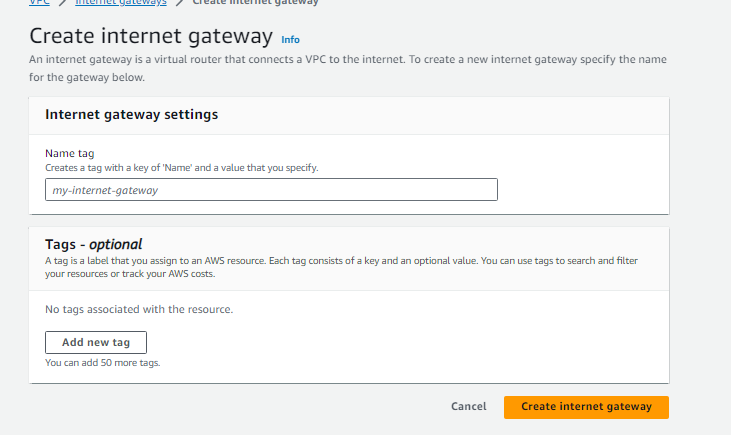 VPC > Internet gateways > Create internet gateway
Create internet gateway Info
An internet gateway is a virtual router that connects a VPC to the internet. To create a new internet gateway specify the name
for the gateway below.
Internet gateway settings
Name tag
Creates a tag with a key of 'Name' and a value that you specify.
my-internet-gateway
Tags - optional
A tag is a label that you assign to an AWS resource. Each tag consists of a key and an optional value. You can use tags to search and filter
your resources or track your AWS costs.
No tags associated with the resource.
Add new tag
You can add 50 more tags.
Cancel Create internet gateway